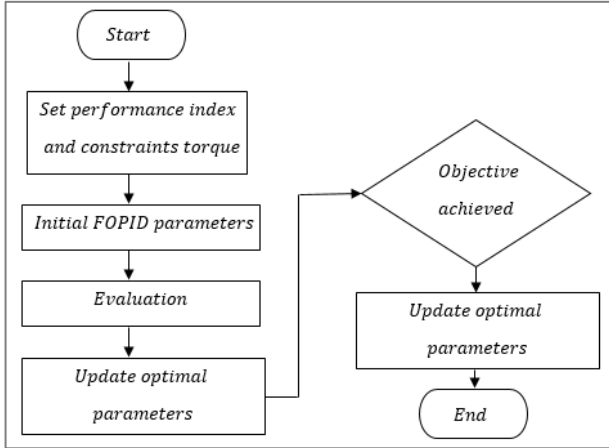 Start
Set performance index
and constraints torque
Initial FOPID parameters
Evaluation
Update optimal
parameters
Objective
achieved
Update optimal
parameters
End